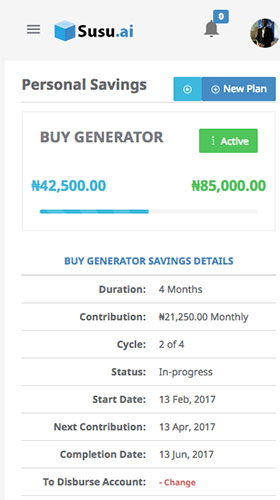 Susu.ai
0
Personal Savings
New Plan
BUY GENERATOR
Active
₦42,500.00
₦85,000.00
BUY GENERATOR SAVINGS DETAILS
Duration: 4 Months
Contribution: ₦21,250.00 Monthly
Cycle: 2 of 4
Status: In-progress
Start Date: 13 Feb, 2017
Next Contribution: 13 Apr, 2017
Completion Date: 13 Jun, 2017
To Disburse Account: - Change